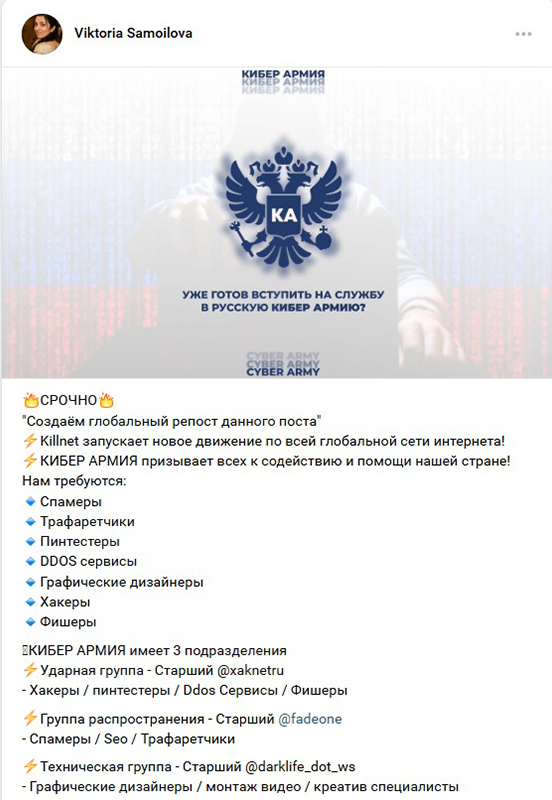 Viktoria Samoilova
КИБЕР АРМИЯ
КИБЕР АРМИЯ
КИБЕР АРМИЯ
КА
УЖЕ ГОТОВ ВСТУПИТЬ НА СЛУЖБУ
В РУССКУЮ КИБЕР АРМИЮ?
CYBER ARMY
CYBER ARMY
CYBER ARMY
🔥СРОЧНО🔥
"Создаём глобальный репост данного поста"
⚡Killnet запускает новое движение по всей глобальной сети интернета!
⚡КИБЕР АРМИЯ призывает всех к содействию и помощи нашей стране!
Нам требуются:
🔹Спамеры
🔹Трафаретчики
🔹Пинтестеры
🔹DDOS сервисы
🔹Графические дизайнеры
🔹Хакеры
🔹Фишеры
КИБЕР АРМИЯ имеет 3 подразделения
⚡Ударная группа - Старший @xaknetru
- Хакеры / пинтестеры / Ddos Сервисы / Фишеры
⚡Группа распространения - Старший @fadeone
- Спамеры / Seo / Трафаретчики
⚡Техническая группа - Старший @darklife_dot_ws
- Графические дизайнеры / монтаж видео / креатив специалисты